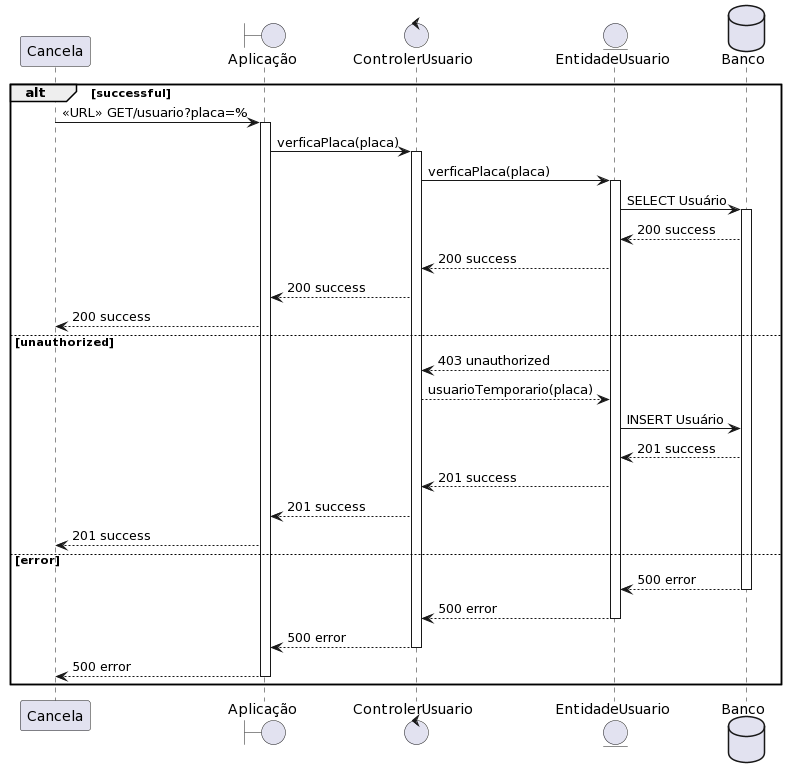 Cancela
Aplicação
ControlerUsuario
EntidadeUsuario
Banco
alt
[successful]
«URL» GET/usuario?placa=%
verficaPlaca(placa)
verficaPlaca(placa)
SELECT Usuário
200 success
200 success
200 success
200 success
[unauthorized]
403 unauthorized
usuarioTemporario(placa)
INSERT Usuário
201 success
201 success
201 success
201 success
[error]
500 error
500 error
500 error
500 error
Cancela
Aplicação
ControlerUsuario
EntidadeUsuario
Banco